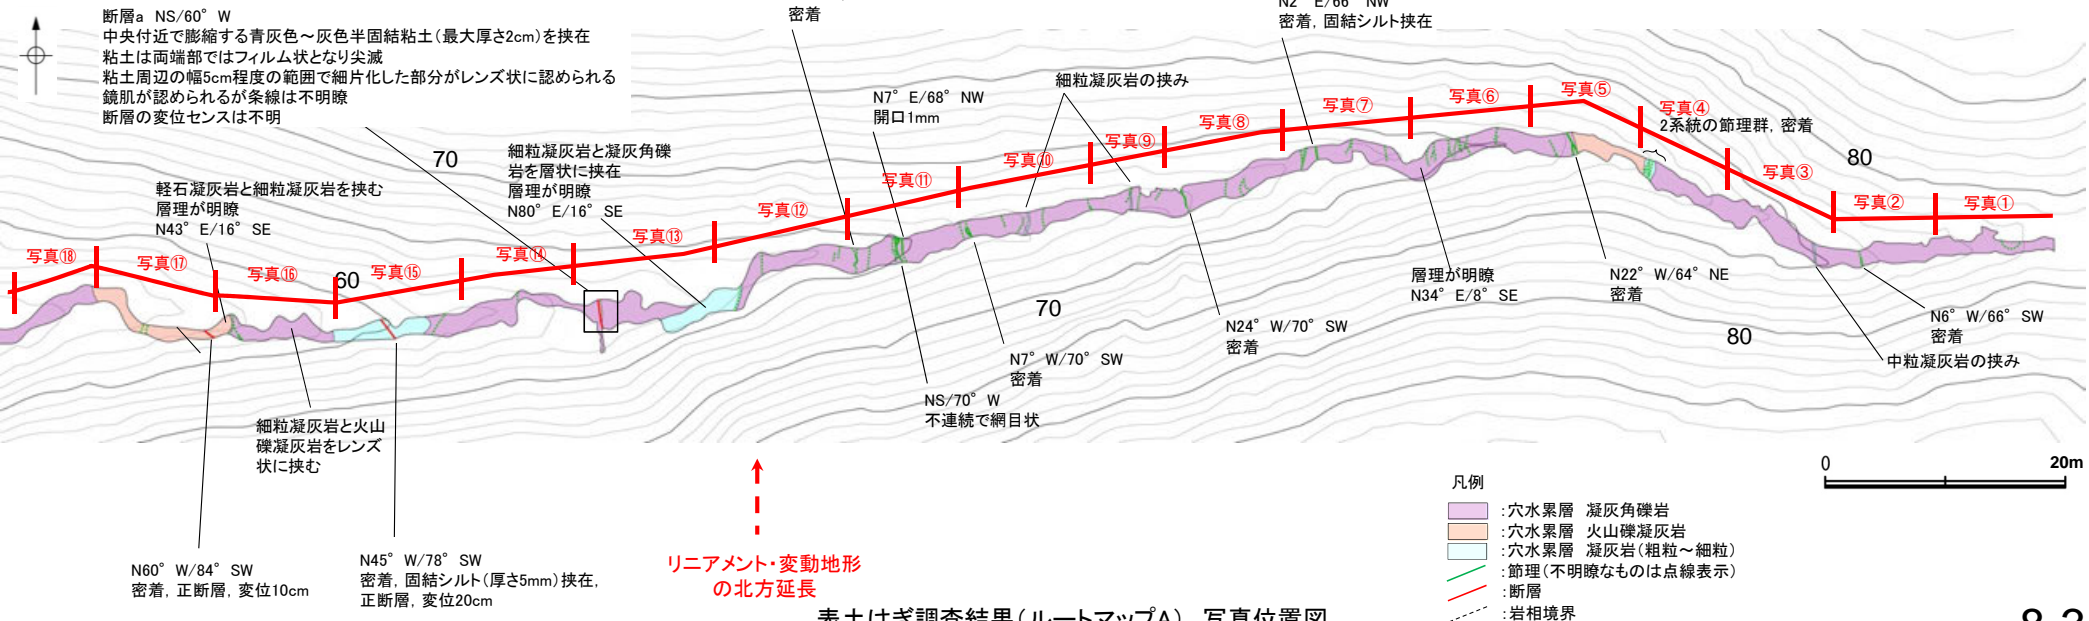 断層a NS/60° W
中央付近で膨縮する青灰色～灰色半固結粘土(最大厚さ2cm)を挟在
粘土は両端部ではフィルム状となり尖滅
粘土周辺の幅5cm程度の範囲で細片化した部分がレンズ状に認められる
鏡肌が認められるが条線は不明瞭
断層の変位センスは不明
密着
N2° E/66° NW
密着, 固結シルト挟在
細粒凝灰岩の挟み
N7° E/68° NW
開口1mm
写真⑦
写真⑥
写真⑤
写真④
2系統の節理群, 密着
写真⑧
写真⑨
写真⑩
写真③
80
70
細粒凝灰岩と凝灰角礫
岩を層状に挟在
層理が明瞭
N80° E/16° SE
写真⑪
写真⑫
写真②
写真①
軽石凝灰岩と細粒凝灰岩を挟む
層理が明瞭
N43° E/16° SE
写真⑱
写真⑰
写真⑯
60
写真⑮
写真⑭
写真⑬
層理が明瞭
N34° E/8° SE
N22° W/64° NE
密着
70
80
N24° W/70° SW
密着
N6° W/66° SW
密着
N7° W/70° SW
密着
中粒凝灰岩の挟み
NS/70° W
不連続で網目状
細粒凝灰岩と火山
礫凝灰岩をレンズ
状に挟む
N60° W/84° SW
密着, 正断層, 変位10cm
N45° W/78° SW
密着, 固結シルト(厚さ5mm)挟在,
正断層, 変位20cm
リニアメント・変動地形
の北方延長
0
20m
凡例
:穴水累層 凝灰角礫岩
:穴水累層 火山礫凝灰岩
:穴水累層 凝灰岩(粗粒～細粒)
:節理(不明瞭なものは点線表示)
:断層
:岩相境界
表土はぎ調査結果(ルートマップA) 写真位置図